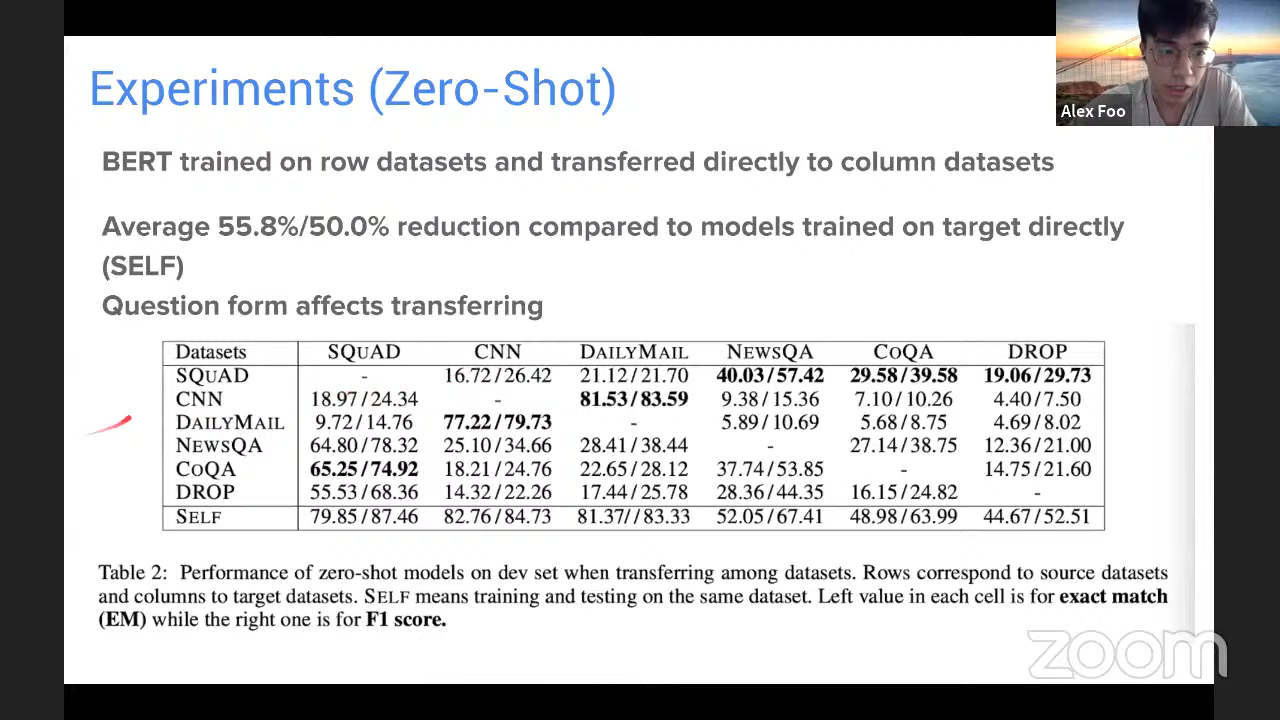 Experiments (Zero-Shot)
Alex Foo
BERT trained on row datasets and transferred directly to column datasets
Average 55.8%/50.0% reduction compared to models trained on target directly
(SELF)
Question form affects transferring
Datasets SQUAD CNN DAILYMAIL NEWSQA COQA DROP
SQUAD - 16.72 / 26.42 21.12 / 21.70 40.03 / 57.42 29.58 / 39.58 19.06 / 29.73
CNN 18.97 / 24.34 - 81.53 / 83.59 9.38 / 15.36 7.10 / 10.26 4.40 / 7.50
DAILYMAIL 9.72 / 14.76 77.22 / 79.73 - 5.89 / 10.69 5.68 / 8.75 4.69 / 8.02
NEWSQA 64.80 / 78.32 25.10 / 34.66 28.41 / 38.44 - 27.14 / 38.75 12.36 / 21.00
COQA 65.25 / 74.92 18.21 / 24.76 22.65 / 28.12 37.74 / 53.85 - 14.75 / 21.60
DROP 55.53 / 68.36 14.32 / 22.26 17.44 / 25.78 28.36 / 44.35 16.15 / 24.82 -
SELF 79.85 / 87.46 82.76 / 84.73 81.37/ / 83.33 52.05 / 67.41 48.98 / 63.99 44.67 / 52.51
Table 2: Performance of zero-shot models on dev set when transferring among datasets. Rows correspond to source datasets
and columns to target datasets. SELF means training and testing on the same dataset. Left value in each cell is for exact match
(EM) while the right one is for F1 score.
zoom